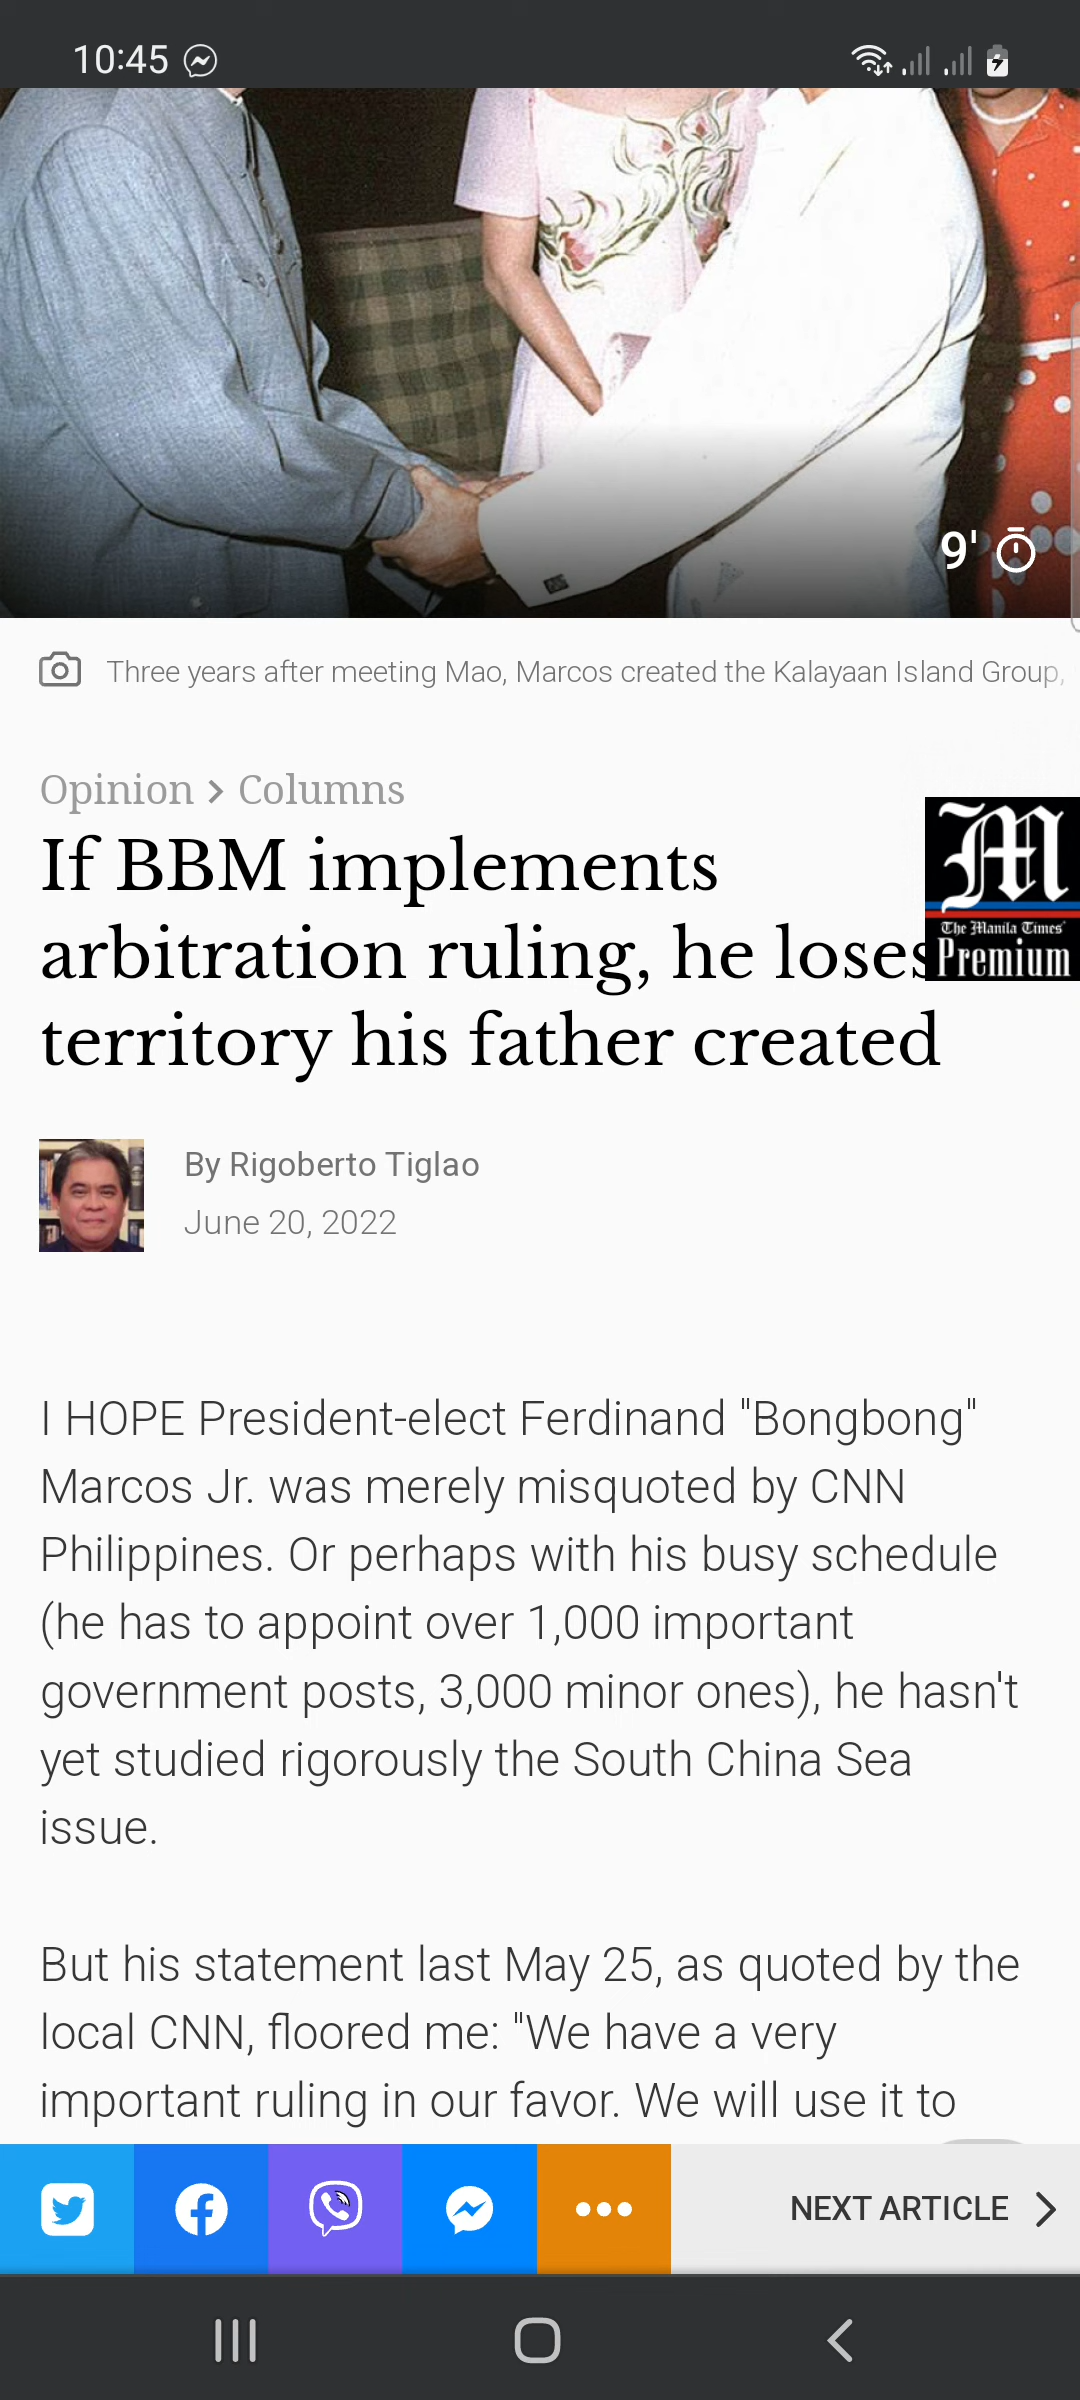 10:45
9'
Three years after meeting Mao, Marcos created the Kalayaan Island Group,
Opinion > Columns
If BBM implements
arbitration ruling, he loses
territory his father created
M
The Manila Times
Premium
By Rigoberto Tiglao
June 20, 2022
I HOPE President-elect Ferdinand "Bongbong"
Marcos Jr. was merely misquoted by CNN
Philippines. Or perhaps with his busy schedule
(he has to appoint over 1,000 important
government posts, 3,000 minor ones), he hasn't
yet studied rigorously the South China Sea
issue.
But his statement last May 25, as quoted by the
local CNN, floored me: "We have a very
important ruling in our favor. We will use it to
NEXT ARTICLE